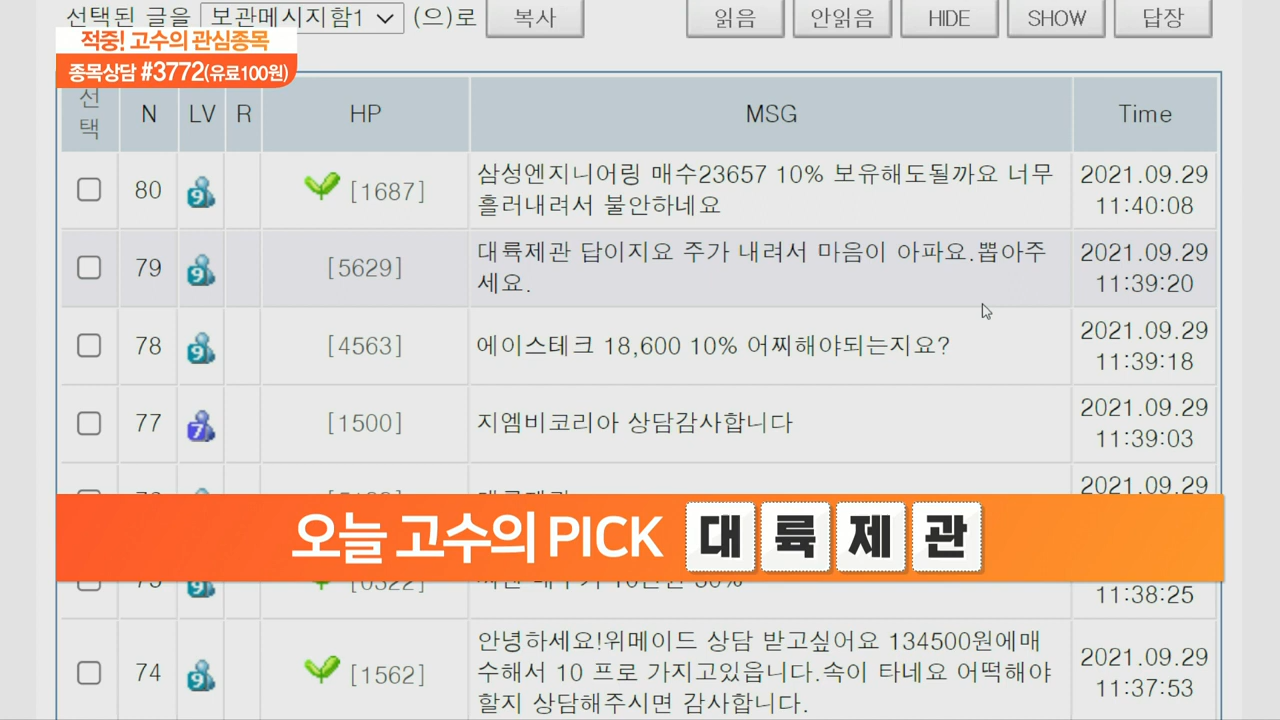 선택된 글을 보관메시지함1 (으)로 복사 읽음 안읽음 HIDE SHOW 답장
적중! 고수의 관심종목
종목상담 #3772(유료100원)
선택 N LV R HP MSG Time
80 9 [1687] 삼성엔지니어링 매수23657 10% 보유해도될까요 너무 2021.09.29
흘러내려서 불안하네요 11:40:08
79 9 [5629] 대륙제관 답이지요 주가 내려서 마음이 아파요.뽑아주 2021.09.29
세요. 11:39:20
78 9 [4563] 에이스테크 18,600 10% 어찌해야되는지요? 2021.09.29
11:39:18
77 7 [1500] 지엠비코리아 상담감사합니다 2021.09.29
11:39:03
2021.09.29
오늘 고수의 PICK 대륙제관
9 11:38:25
74 9 [1562] 안녕하세요!위메이드 상담 받고싶어요 134500원에매 2021.09.29
수해서 10 프로 가지고있읍니다.속이 타네요 어떡해야 11:37:53
할지 상담해주시면 감사합니다.